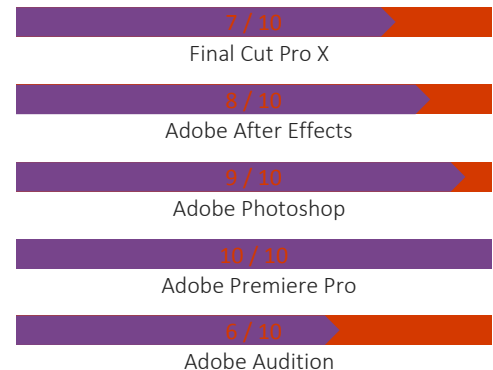 7 / 10
Final Cut Pro X
8 / 10
Adobe After Effects
9 / 10
Adobe Photoshop
10 / 10
Adobe Premiere Pro
6 / 10
Adobe Audition